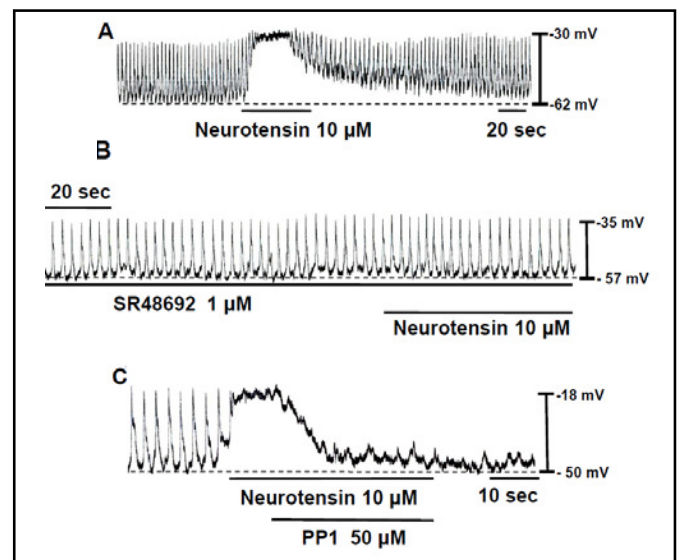 A
-30 mV
-62 mV
Neurotensin 10 µM
20 sec
B
20 sec
-35 mV
- 57 mV
SR48692 1 µM
Neurotensin 10 µM
C
-18 mV
- 50 mV
Neurotensin 10 µM
10 sec
PP1 50 µM